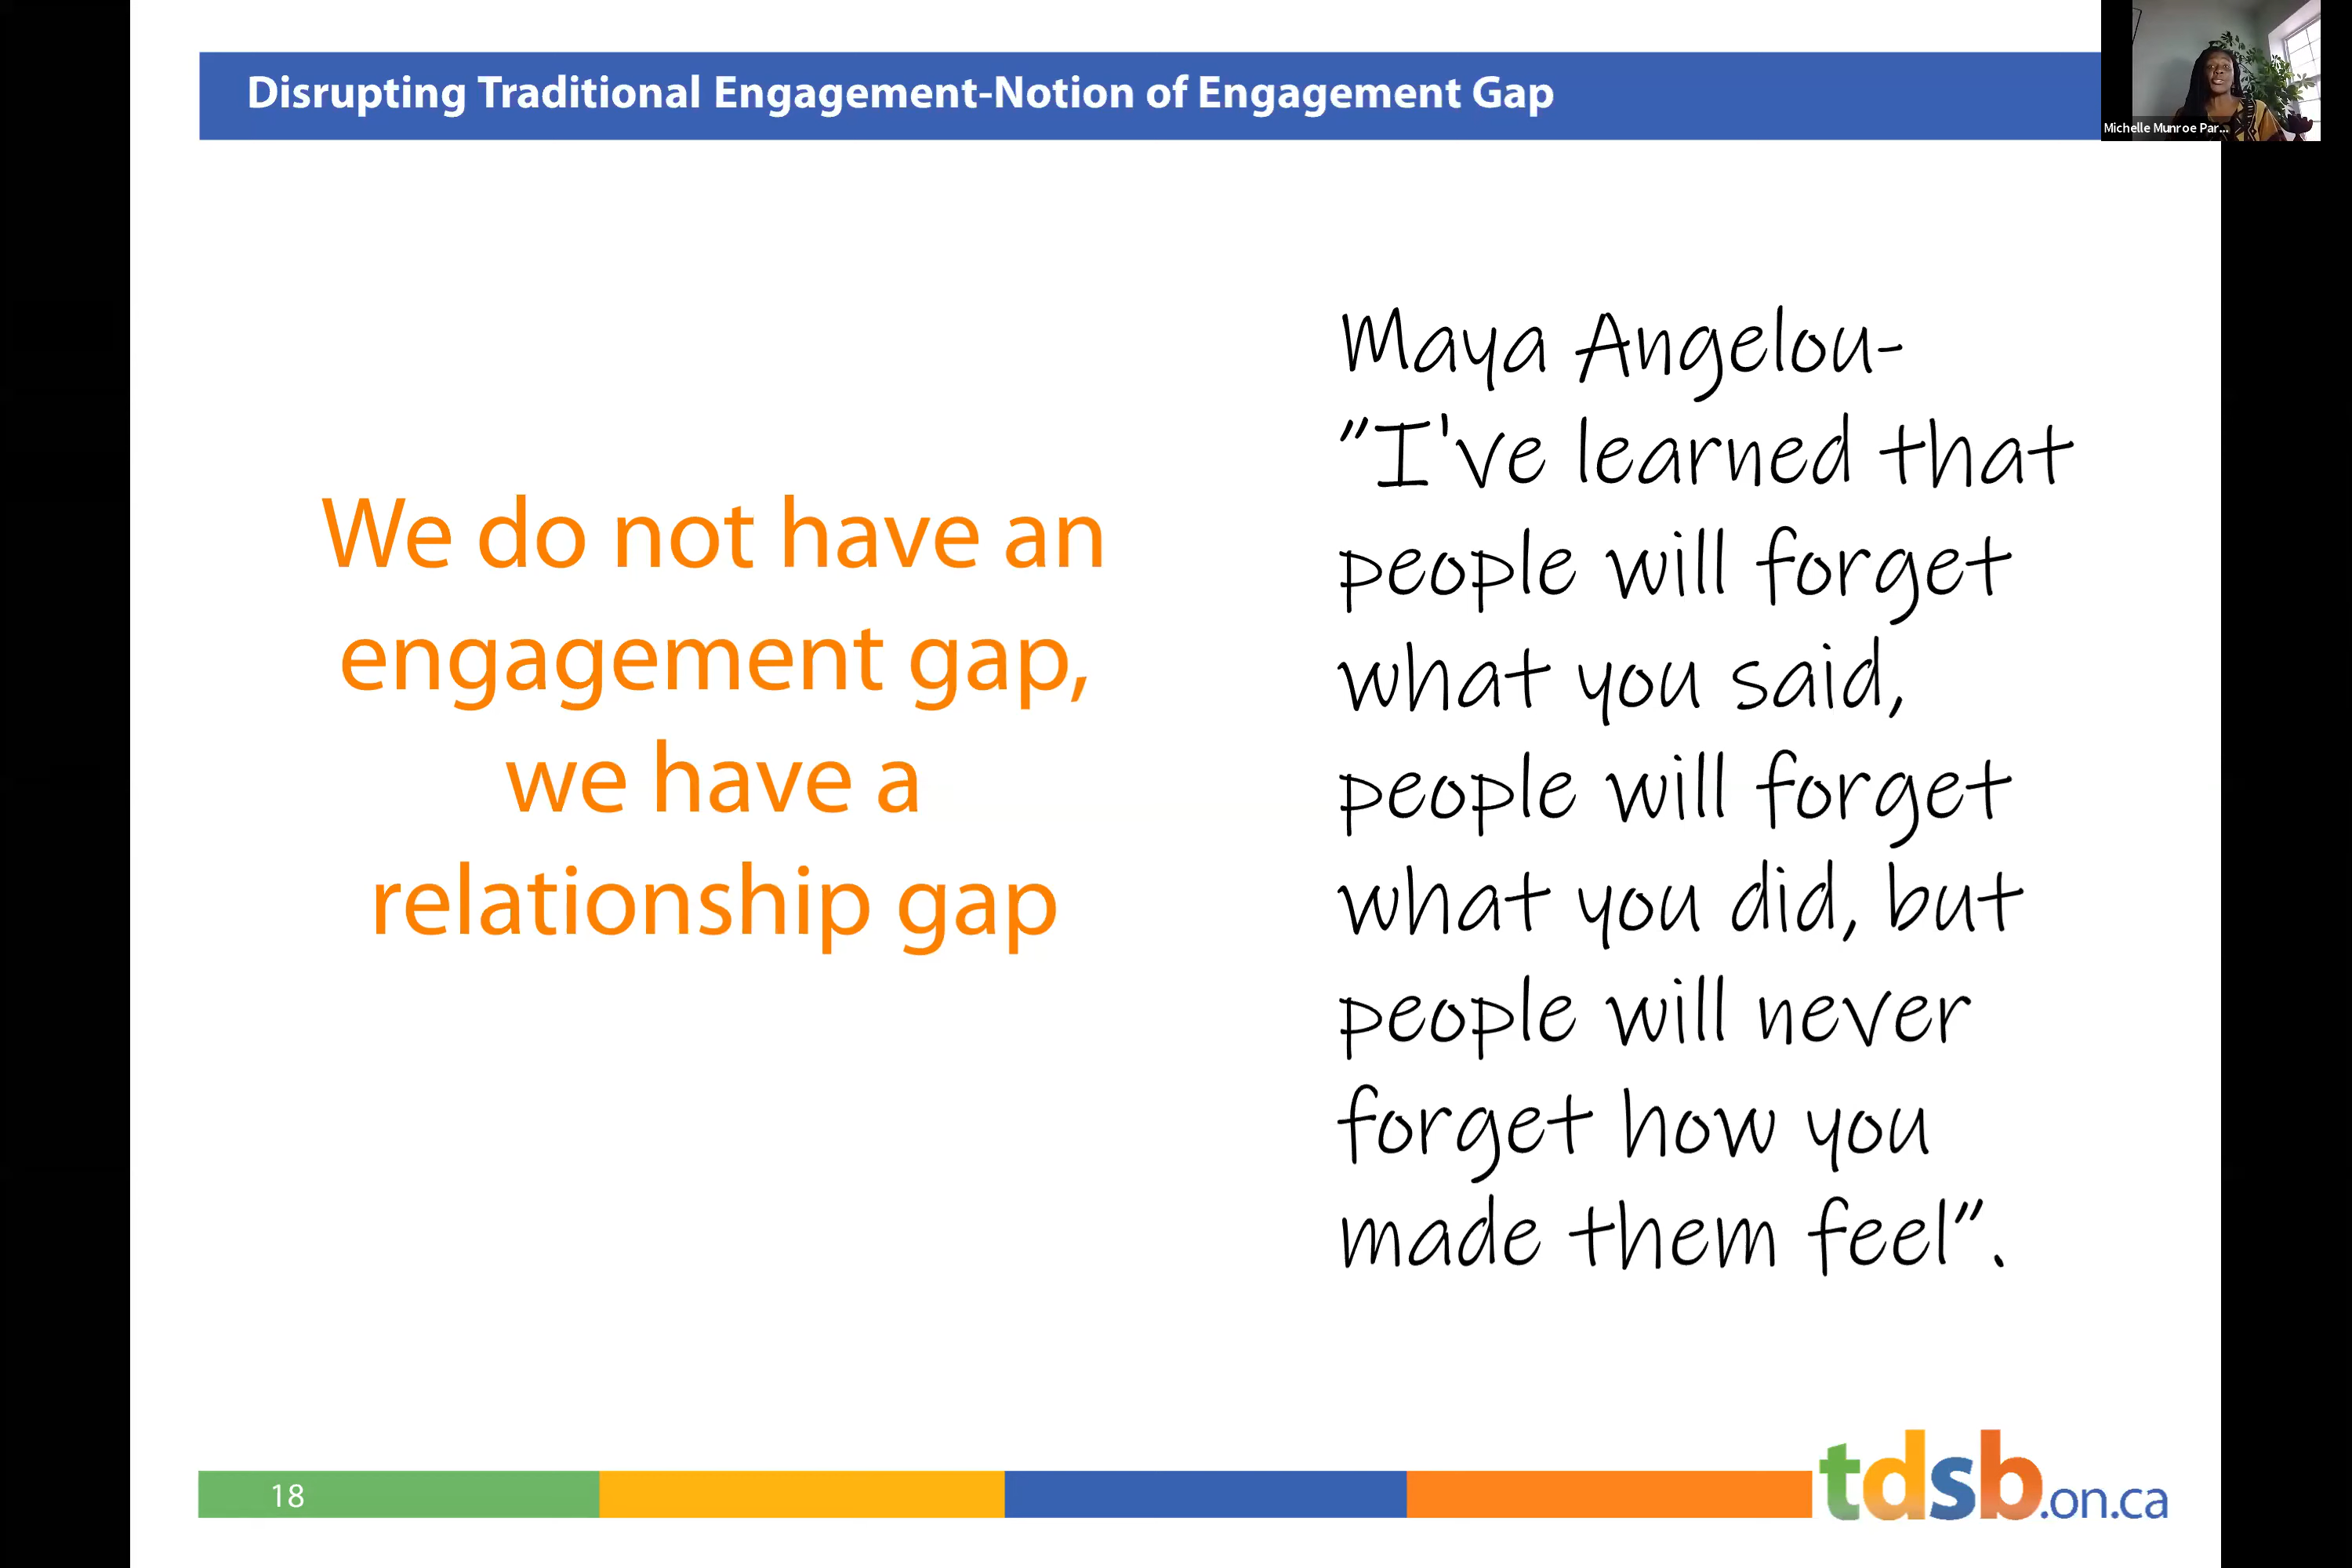 Disrupting Traditional Engagement-Notion of Engagement Gap
Michelle Munroe Par...
We do not have an
engagement gap,
we have a
relationship gap
Maya Angelou-
"I've learned that
people will forget
what you said,
people will forget
what you did, but
people will never
forget how you
made them feel".
18
tdsb.on.ca